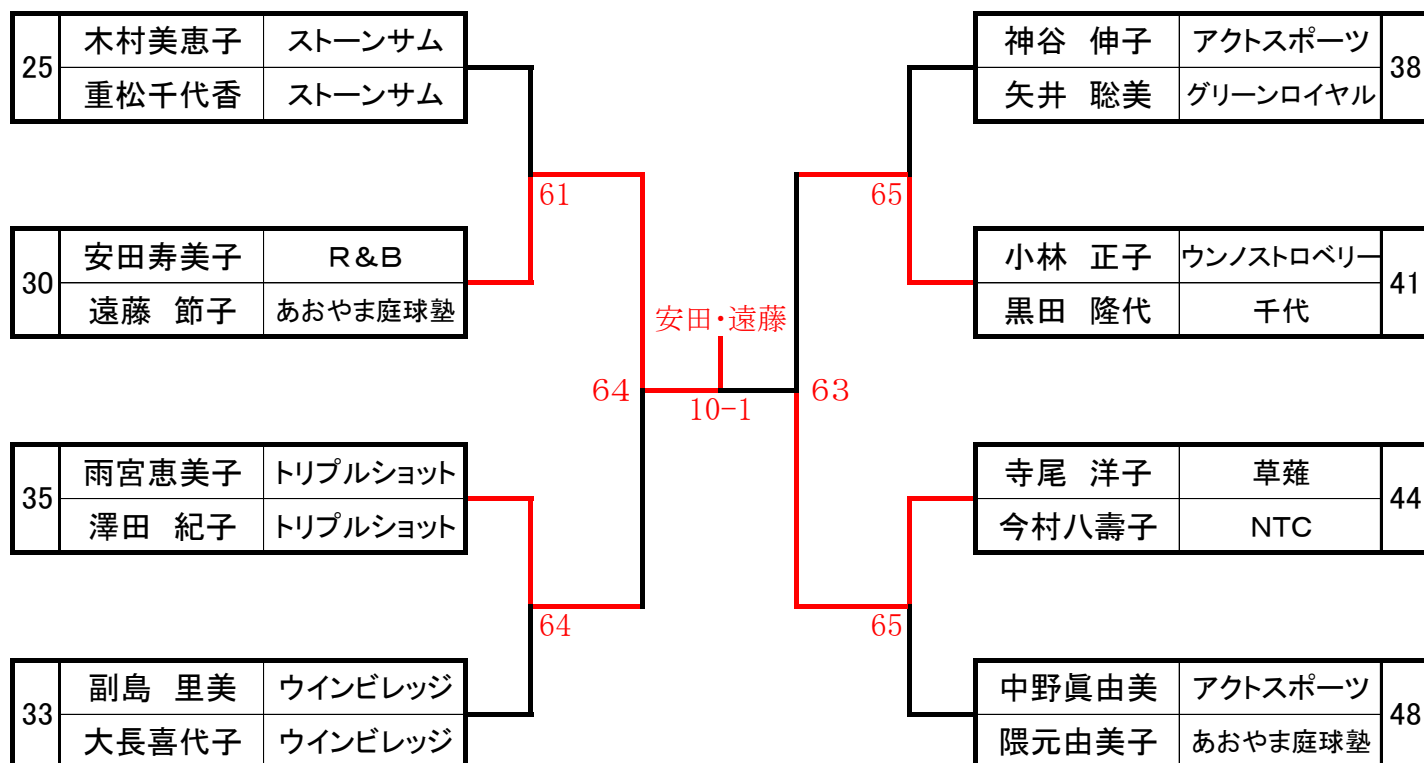 25
木村美恵子 ストーンサム
重松千代香 ストーンサム
61
30
安田寿美子 R&B
遠藤 節子 あおやま庭球塾
64
35
雨宮恵美子 トリプルショット
澤田 紀子 トリプルショット
64
33
副島 里美 ウインビレッジ
大長喜代子 ウインビレッジ
安田・遠藤
10-1
神谷 伸子 アクトスポーツ
矢井 聡美 グリーンロイヤル
38
65
小林 正子 ウンノストロベリー
黒田 隆代 千代
41
63
寺尾 洋子 草薙
今村八壽子 NTC
44
65
中野眞由美 アクトスポーツ
隈元由美子 あおやま庭球塾
48